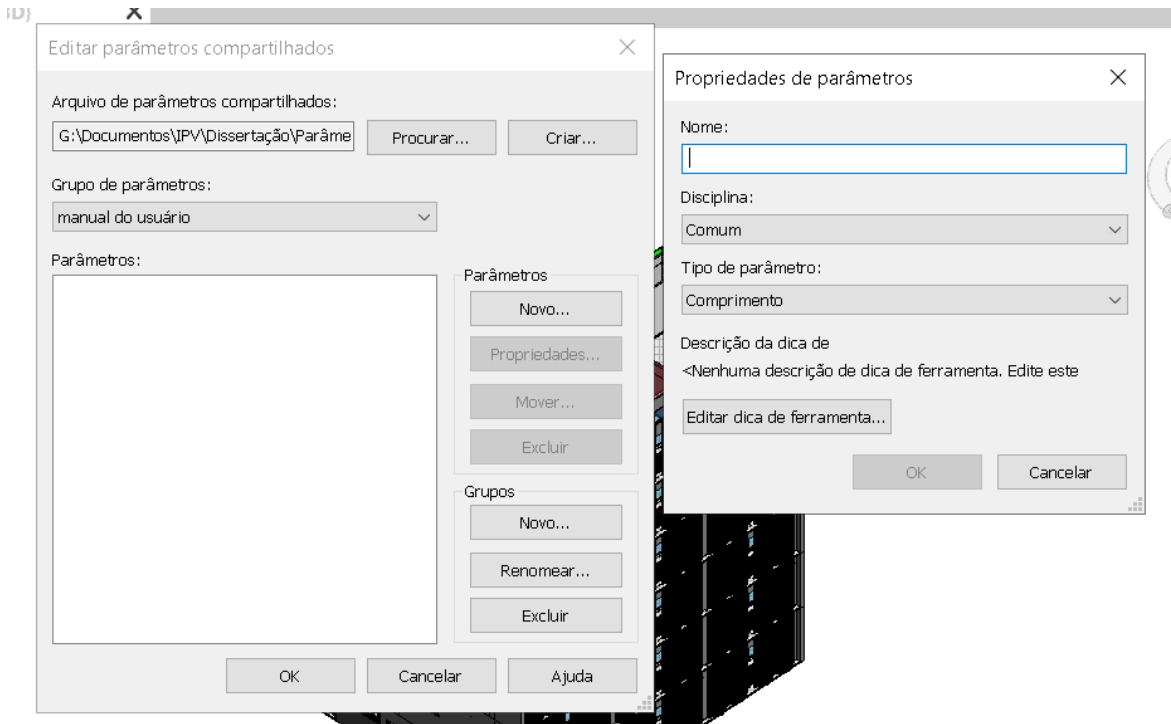 3D}
Editar parâmetros compartilhados
Arquivo de parâmetros compartilhados:
G:\Documentos\IPV\Dissertação\Parâme
Procurar...
Criar...
Grupo de parâmetros:
manual do usuário
Parâmetros:
Parâmetros
Novo...
Propriedades...
Mover...
Excluir
Grupos
Novo...
Renomear...
Excluir
OK
Cancelar
Ajuda
Propriedades de parâmetros
Nome:
Disciplina:
Comum
Tipo de parâmetro:
Comprimento
Descrição da dica de
<Nenhuma descrição de dica de ferramenta. Edite este
Editar dica de ferramenta...
OK
Cancelar